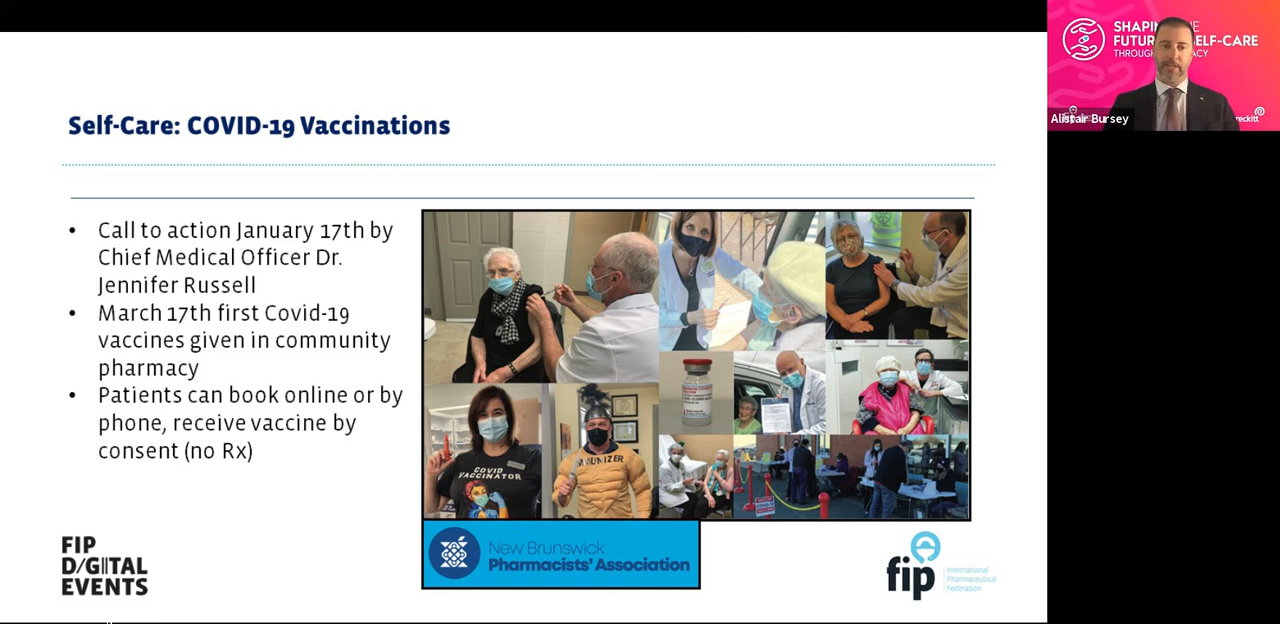 Self-Care: COVID-19 Vaccinations
• Call to action January 17th by
Chief Medical Officer Dr.
Jennifer Russell
• March 17th first Covid-19
vaccines given in community
pharmacy
• Patients can book online or by
phone, receive vaccine by
consent (no Rx)
COVID
VACCINATOR
New Brunswick
Pharmacists' Association
FIP
D/GITAL
EVENTS
fip
International
Pharmaceutical
Federation
Alistair Bursey
reckitt